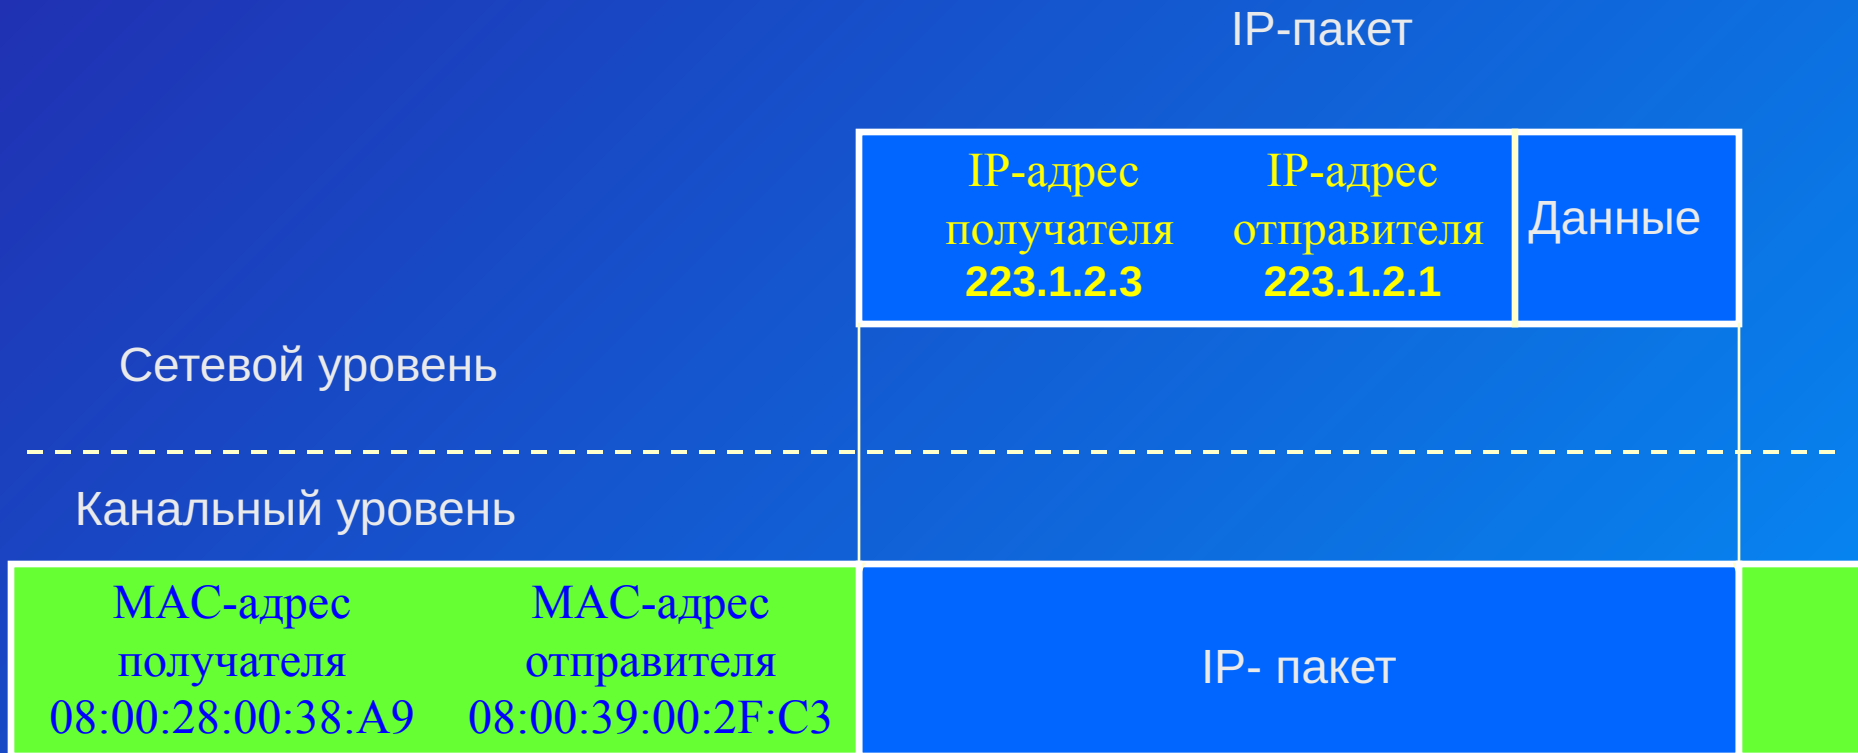 IP-пакет
IP-адрес
получателя
223.1.2.3
IP-адрес
отправителя
223.1.2.1
Данные
Сетевой уровень
Канальный уровень
MAC-адрес
получателя
08:00:28:00:38:A9
MAC-адрес
отправителя
08:00:39:00:2F:C3
IP- пакет